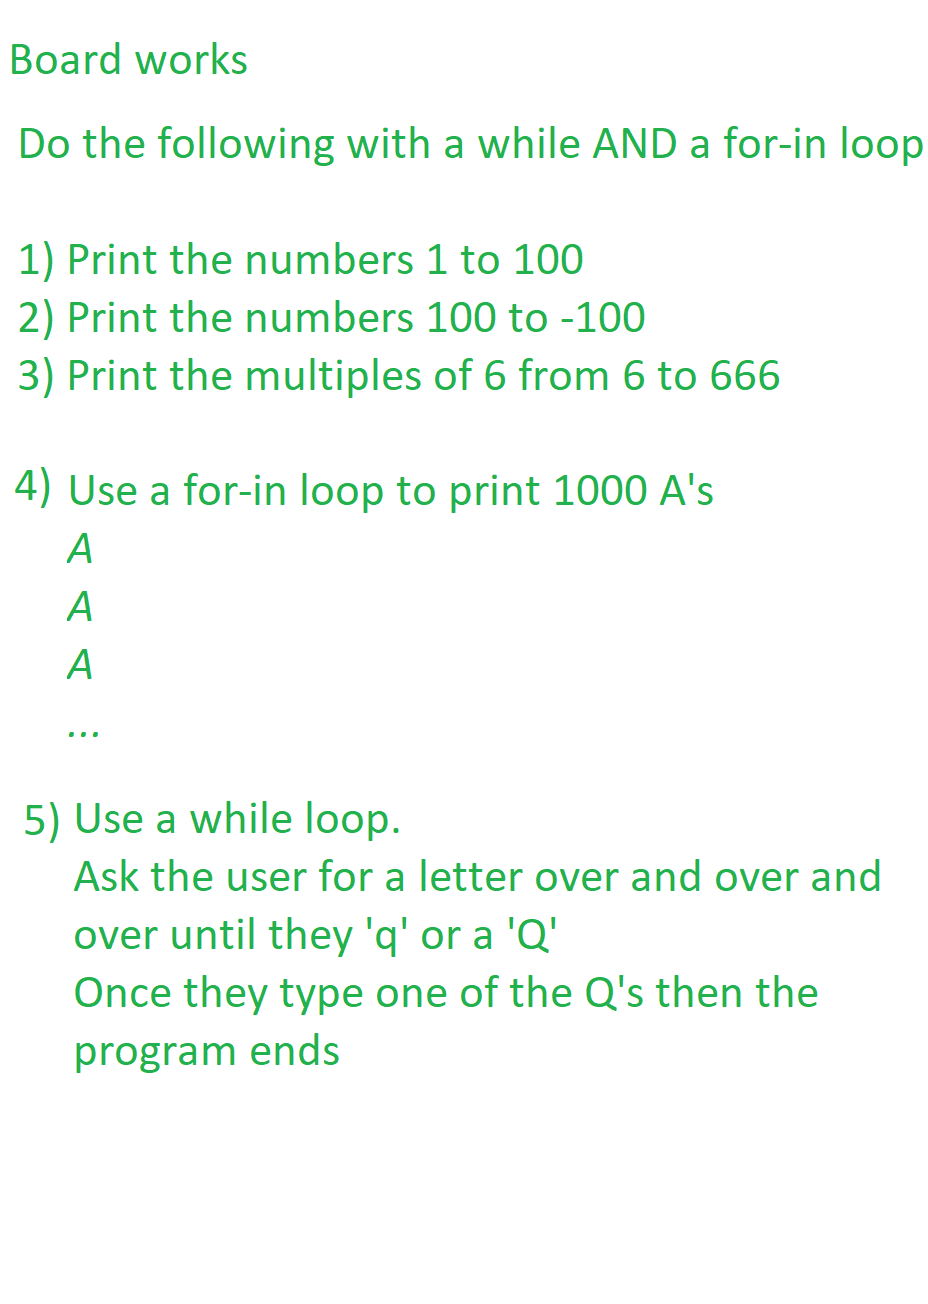 Board works
Do the following with a while AND a for-in loop
1) Print the numbers 1 to 100
2) Print the numbers 100 to -100
3) Print the multiples of 6 from 6 to 666
4) Use a for-in loop to print 1000 A's
A
A
A
...
5) Use a while loop.
Ask the user for a letter over and over and
over until they 'q' or a 'Q'
Once they type one of the Q's then the
program ends